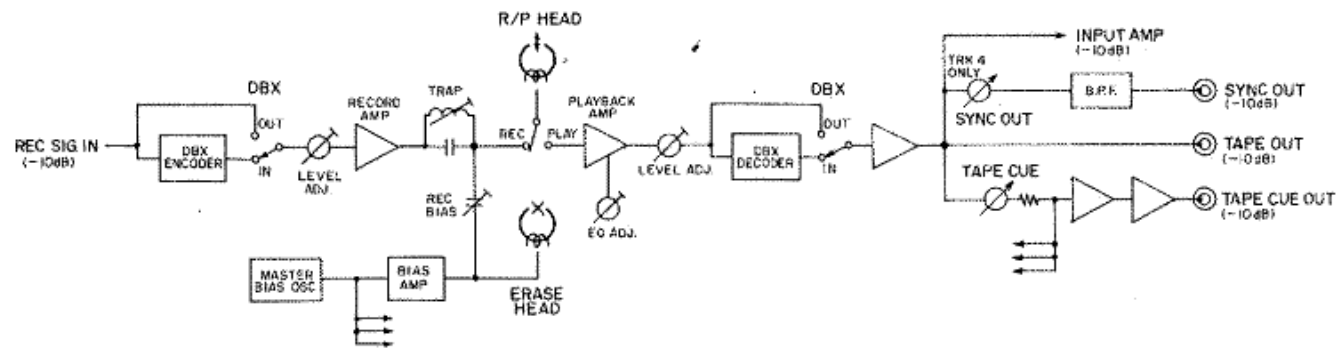 R/P HEAD
INPUT AMP
(-10dB)
TRK 4
ONLY
DBX
RECORD
AMP
TRAP
PLAYBACK
AMP
DBX
B.P.F.
SYNC OUT
(-10dB)
OUT
REC
PLAY
OUT
SYNC OUT
REC SIG. IN
(-10dB)
DBX
ENCODER
DBX
DECODER
TAPE OUT
(-10dB)
IN
LEVEL
ADJ.
LEVEL ADJ.
IN
TAPE CUE
REC
BIAS
EQ ADJ.
TAPE CUE OUT
(-10dB)
MASTER
BIAS OSC
BIAS
AMP
ERASE
HEAD